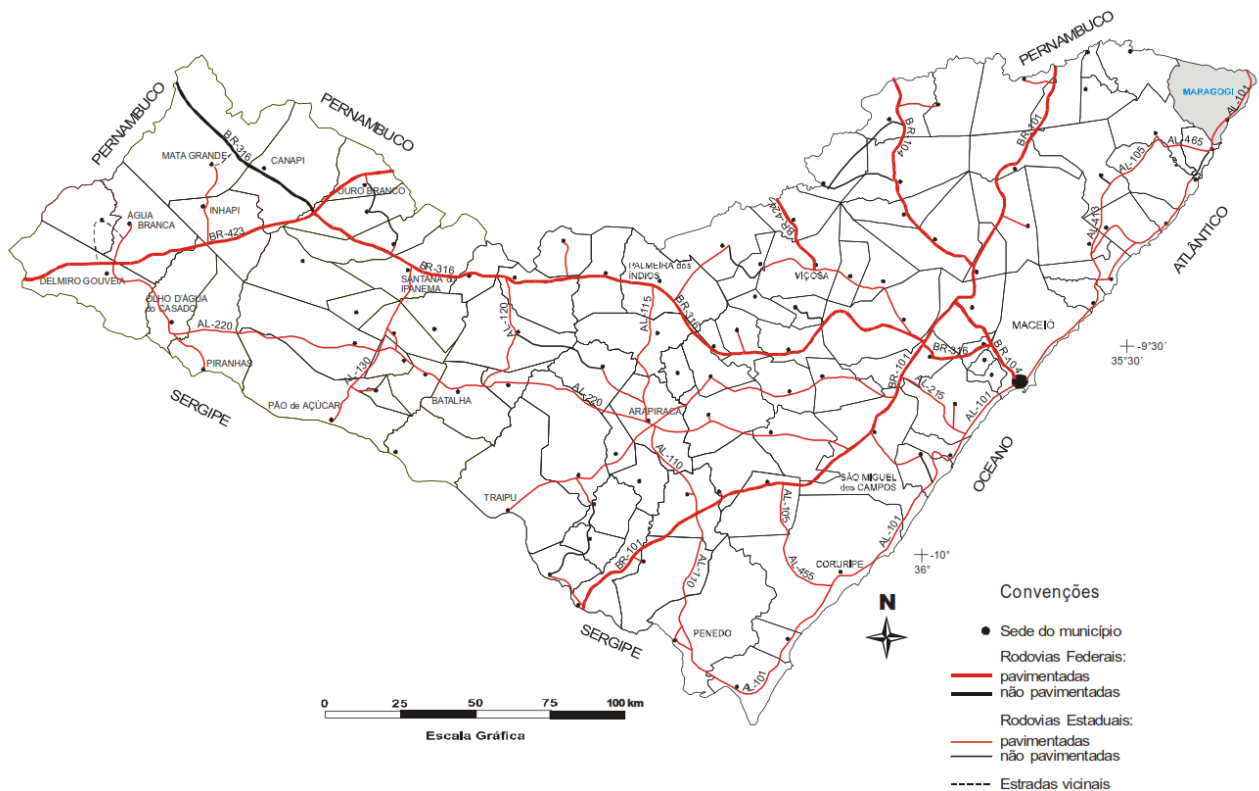 PERNAMBUCO
PERNAMBUCO
PERNAMBUCO
MARAGOGI
AL-101
BR-316
MATA GRANDE
CANAPI
OURO BRANCO
INHAPI
ÁGUA
BRANCA
BR-423
DELMIRO GOUVEIA
OLHO D'ÁGUA
do CASADO
AL-220
PIRANHAS
SERGIPE
SANTANA do
IPANEMA
BR-316
AL-120
AL-130
PÃO de AÇÚCAR
BATALHA
PALMEIRA dos
ÍNDIOS
AL-115
BR-316
AL-220
ARAPIRACA
AL-110
TRAIPU
BR-104
BR-101
BR-424
VIÇOSA
AL-465
AL-105
AL-413
ATLÂNTICO
MACEIÓ
BR-316
BR-104
BR-101
AL-215
AL-101
OCEANO
-9°30'
35°30'
SÃO MIGUEL
dos CAMPOS
AL-105
AL-101
BR-101
AL-455
CORURIPE
AL-110
-10°
36°
SERGIPE
PENEDO
AL-101
N
0 25 50 75 100 km
Escala Gráfica
Convenções
Sede do município
Rodovias Federais:
pavimentadas
não pavimentadas
Rodovias Estaduais:
pavimentadas
não pavimentadas
Estradas vicinais